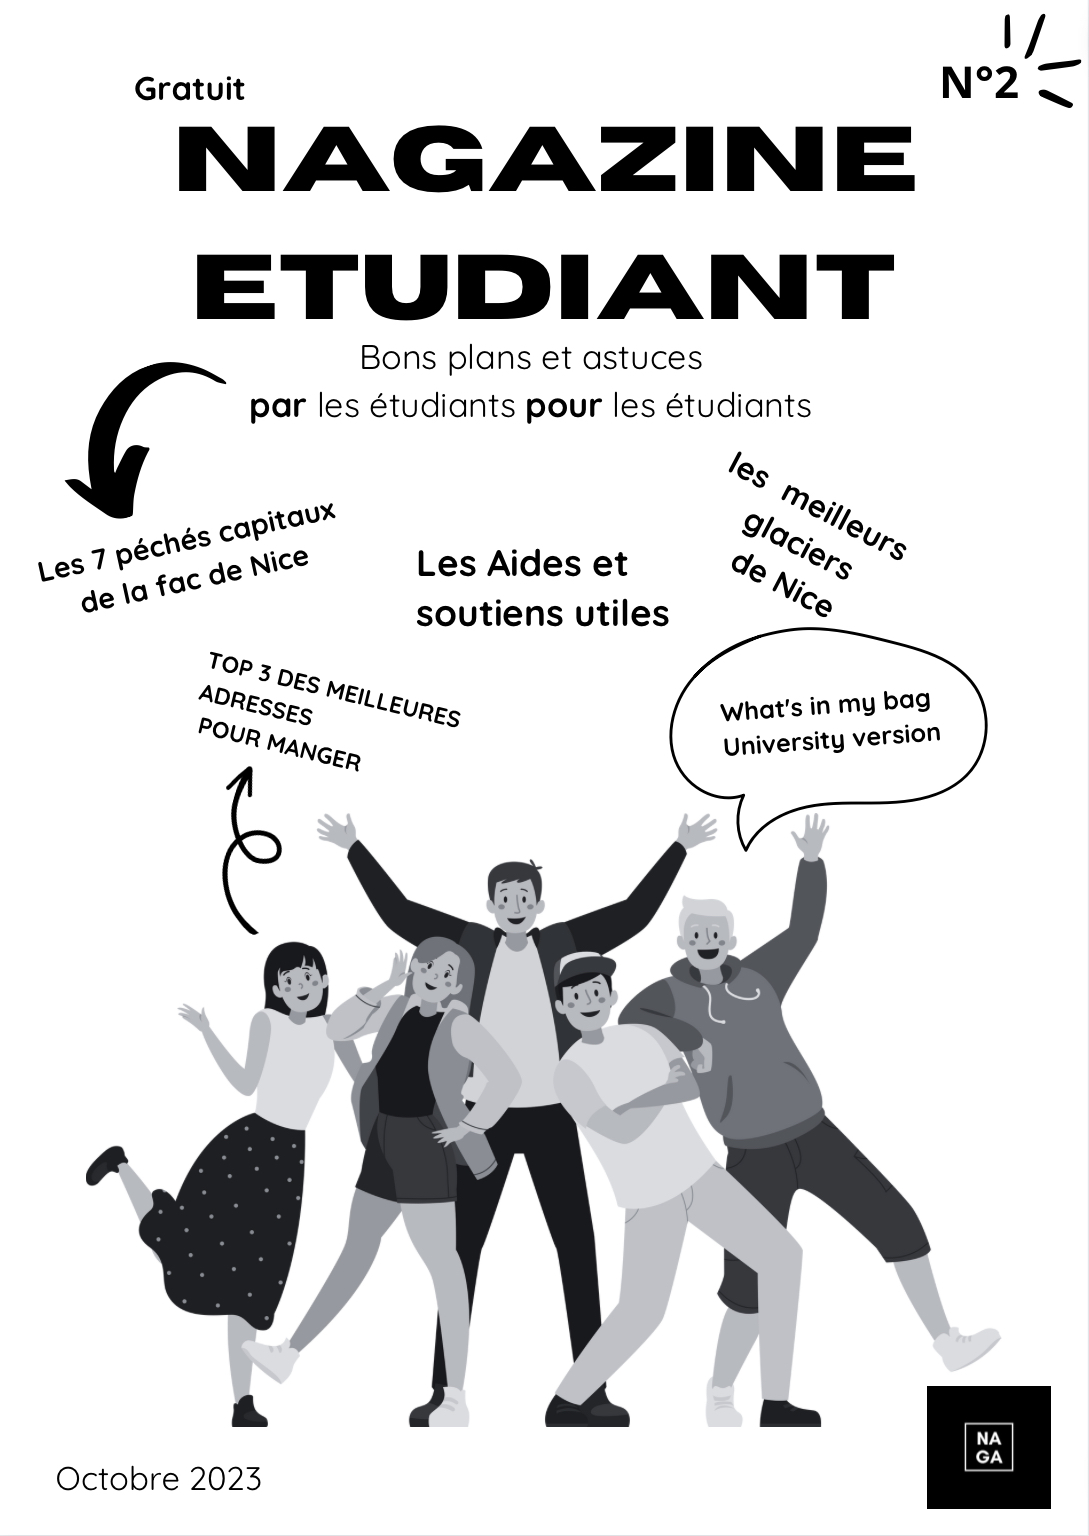 Gratuit
N°2
NAGAZINE
ETUDIANT
Bons plans et astuces
par les étudiants pour les étudiants
Les 7 péchés capitaux
de la fac de Nice
Les Aides et
soutiens utiles
les meilleurs
glaciers
de Nice
TOP 3 DES MEILLEURES
ADRESSES
POUR MANGER
What's in my bag
University version
Octobre 2023
NA
GA